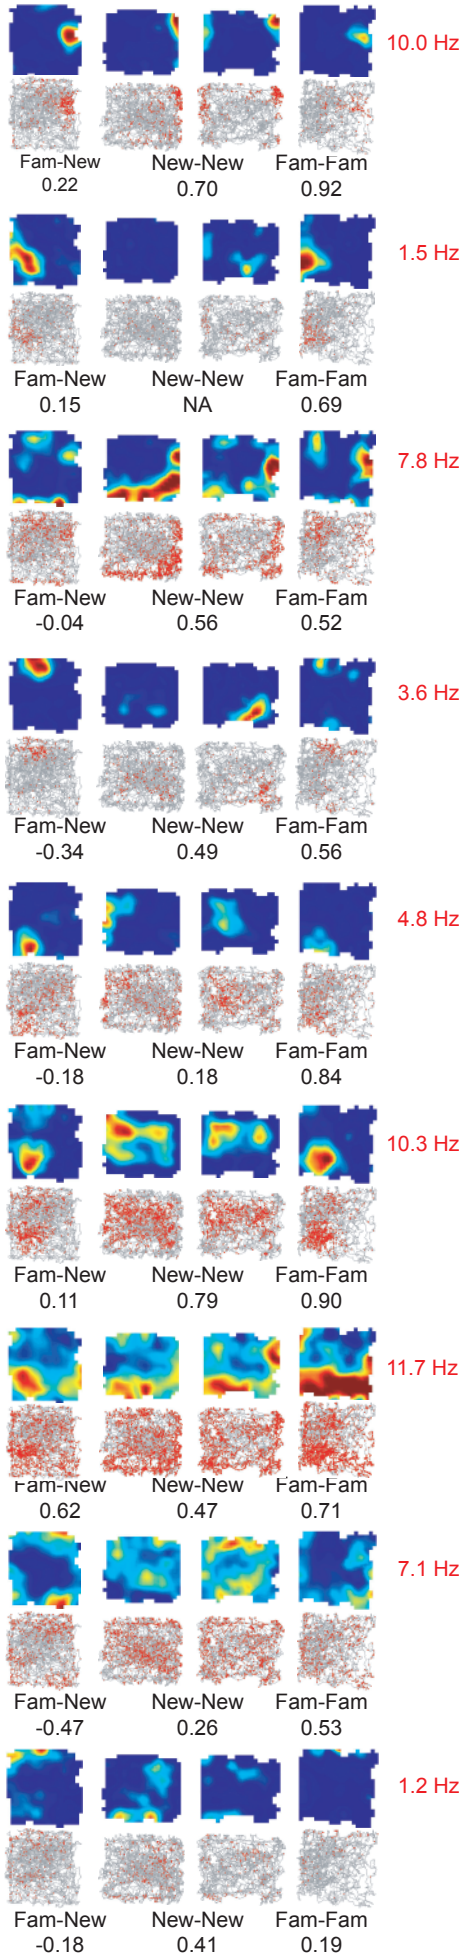 10.0 Hz
Fam-New New-New Fam-Fam
0.22 0.70 0.92
1.5 Hz
Fam-New New-New Fam-Fam
0.15 NA 0.69
7.8 Hz
Fam-New New-New Fam-Fam
-0.04 0.56 0.52
3.6 Hz
Fam-New New-New Fam-Fam
-0.34 0.49 0.56
4.8 Hz
Fam-New New-New Fam-Fam
-0.18 0.18 0.84
10.3 Hz
Fam-New New-New Fam-Fam
0.11 0.79 0.90
11.7 Hz
Fam-New New-New Fam-Fam
0.62 0.47 0.71
7.1 Hz
Fam-New New-New Fam-Fam
-0.47 0.26 0.53
1.2 Hz
Fam-New New-New Fam-Fam
-0.18 0.41 0.19